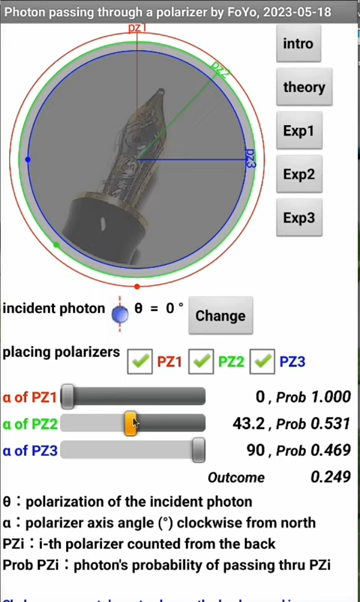 Photon passing through a polarizer by FoYo, 2023-05-18
pz1
pz2
pz3
intro
theory
Exp1
Exp2
Exp3
incident photon θ = 0 ° Change
placing polarizers PZ1 PZ2 PZ3
α of PZ1 0 , Prob 1.000
α of PZ2 43.2 , Prob 0.531
α of PZ3 90 , Prob 0.469
Outcome 0.249
θ : polarization of the incident photon
α : polarizer axis angle (°) clockwise from north
PZi : i-th polarizer counted from the back
Prob PZi : photon's probability of passing thru PZi